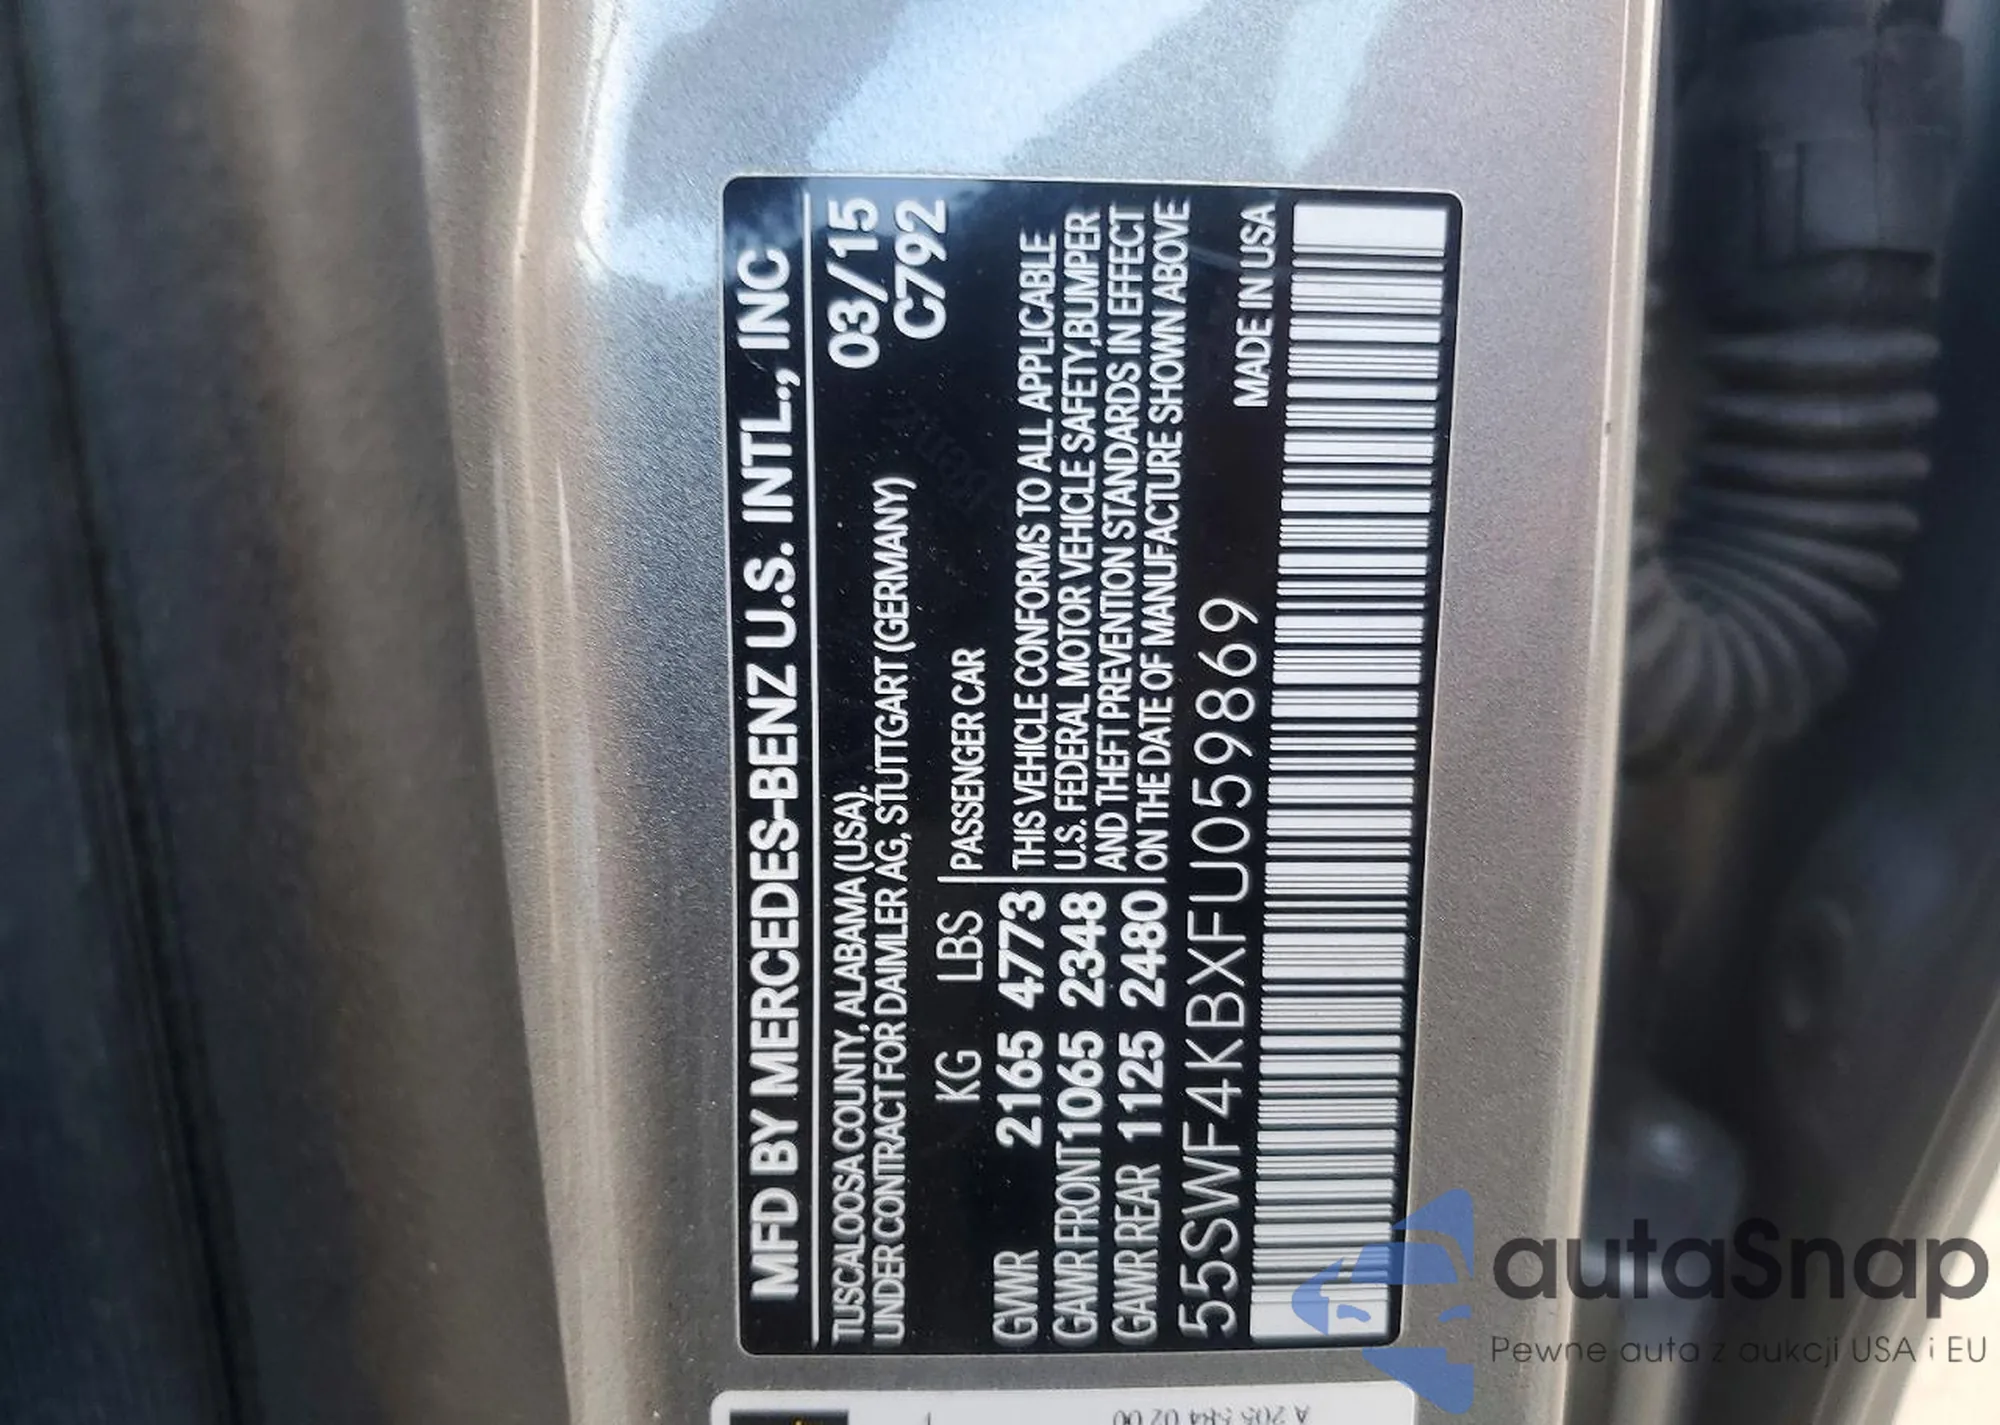 MFD BY MERCEDES-BENZ U.S. INTL., INC
TUSCALOOSA COUNTY, ALABAMA (USA). 03/15
UNDER CONTRACT FOR DAIMLER AG, STUTTGART (GERMANY) C792
KG LBS PASSENGER CAR
GVWR 2165 4773 THIS VEHICLE CONFORMS TO ALL APPLICABLE
GAWR FRONT 1065 2348 U.S. FEDERAL MOTOR VEHICLE SAFETY,BUMPER
GAWR REAR 1125 2480 AND THEFT PREVENTION STANDARDS IN EFFECT
ON THE DATE OF MANUFACTURE SHOWN ABOVE
55SWF4KBXFU059869 MADE IN USA
autaSnap
Pewne auta z aukcji USA i EU